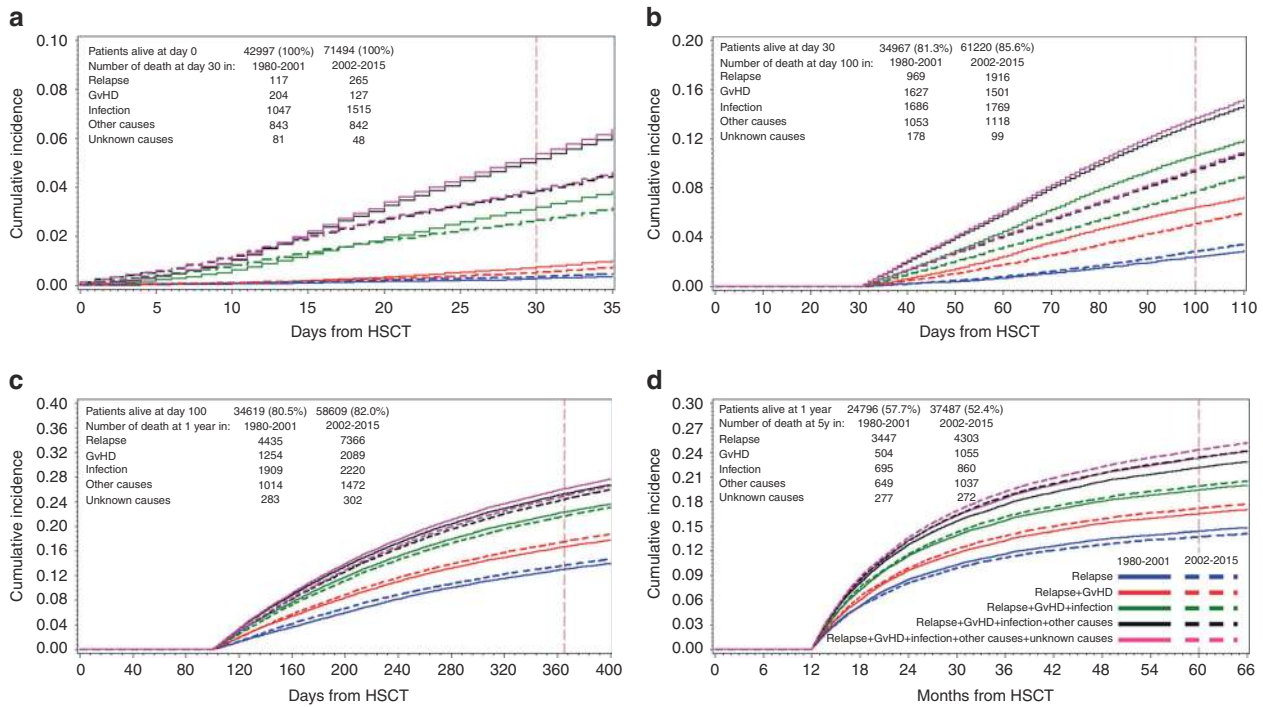 a
Cumulative incidence
0.10
0.08
0.06
0.04
0.02
0.00
Patients alive at day 0 42997 (100%) 71494 (100%)
Number of death at day 30 in: 1980-2001 2002-2015
Relapse 117 265
GvHD 204 127
Infection 1047 1515
Other causes 843 842
Unknown causes 81 48
0 5 10 15 20 25 30 35
Days from HSCT
b
Cumulative incidence
0.20
0.16
0.12
0.08
0.04
0.00
Patients alive at day 30 34967 (81.3%) 61220 (85.6%)
Number of death at day 100 in: 1980-2001 2002-2015
Relapse 969 1916
GvHD 1627 1501
Infection 1686 1769
Other causes 1053 1118
Unknown causes 178 99
0 10 20 30 40 50 60 70 80 90 100 110
Days from HSCT
c
Cumulative incidence
0.40
0.36
0.32
0.28
0.24
0.20
0.16
0.12
0.08
0.04
0.00
Patients alive at day 100 34619 (80.5%) 58609 (82.0%)
Number of death at 1 year in: 1980-2001 2002-2015
Relapse 4435 7366
GvHD 1254 2089
Infection 1909 2220
Other causes 1014 1472
Unknown causes 283 302
0 40 80 120 160 200 240 280 320 360 400
Days from HSCT
d
Cumulative incidence
0.30
0.27
0.24
0.21
0.18
0.15
0.12
0.09
0.06
0.03
0.00
Patients alive at 1 year 24796 (57.7%) 37487 (52.4%)
Number of death at 5y in: 1980-2001 2002-2015
Relapse 3447 4303
GvHD 504 1055
Infection 695 860
Other causes 649 1037
Unknown causes 277 272
1980-2001 2002-2015
Relapse
Relapse+GvHD
Relapse+GvHD+infection
Relapse+GvHD+infection+other causes
Relapse+GvHD+infection+other causes+unknown causes
0 6 12 18 24 30 36 42 48 54 60 66
Months from HSCT